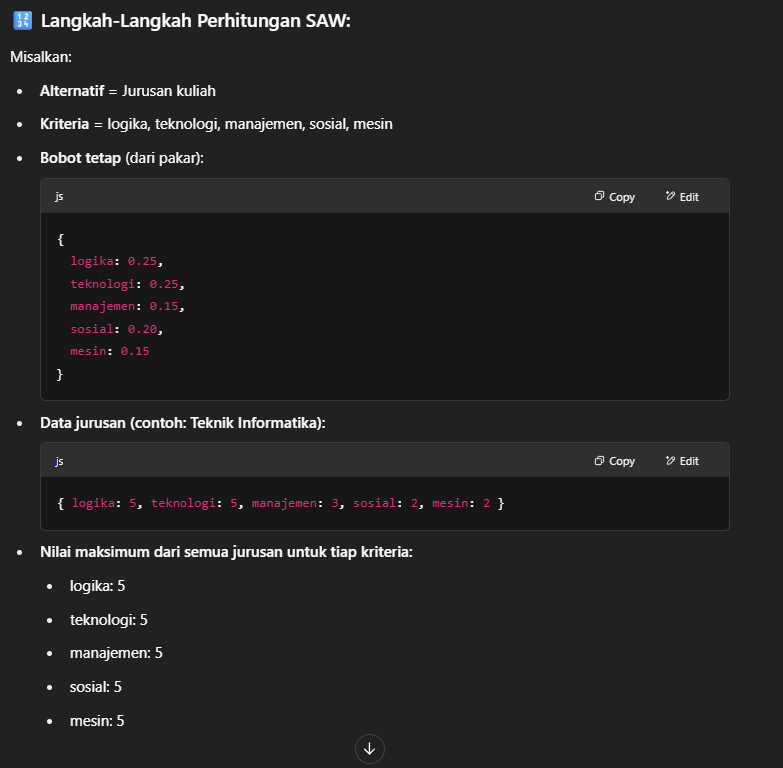 🔢 Langkah-Langkah Perhitungan SAW:
Misalkan:
• Alternatif = Jurusan kuliah
• Kriteria = logika, teknologi, manajemen, sosial, mesin
• Bobot tetap (dari pakar):
js Copy Edit
{
logika: 0.25,
teknologi: 0.25,
manajemen: 0.15,
sosial: 0.20,
mesin: 0.15
}
• Data jurusan (contoh: Teknik Informatika):
js Copy Edit
{ logika: 5, teknologi: 5, manajemen: 3, sosial: 2, mesin: 2 }
• Nilai maksimum dari semua jurusan untuk tiap kriteria:
• logika: 5
• teknologi: 5
• manajemen: 5
• sosial: 5
• mesin: 5